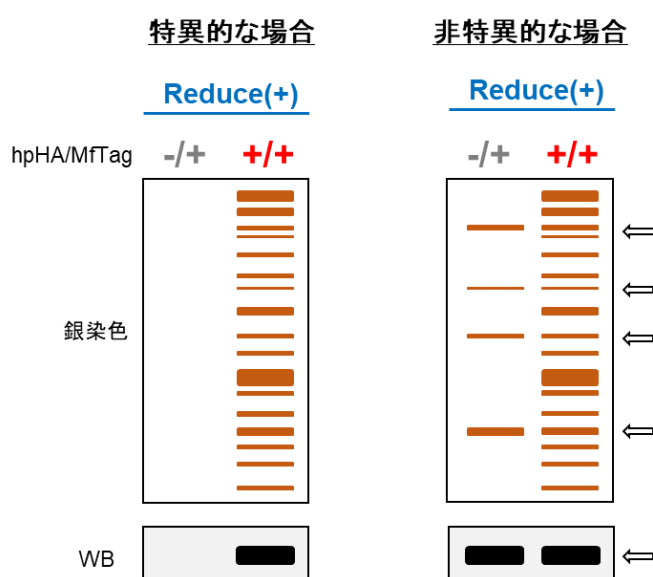 特異的な場合 非特異的な場合
Reduce(+) Reduce(+)
hpHA/MfTag -/+ +/+ -/+ +/+
銀染色
WB